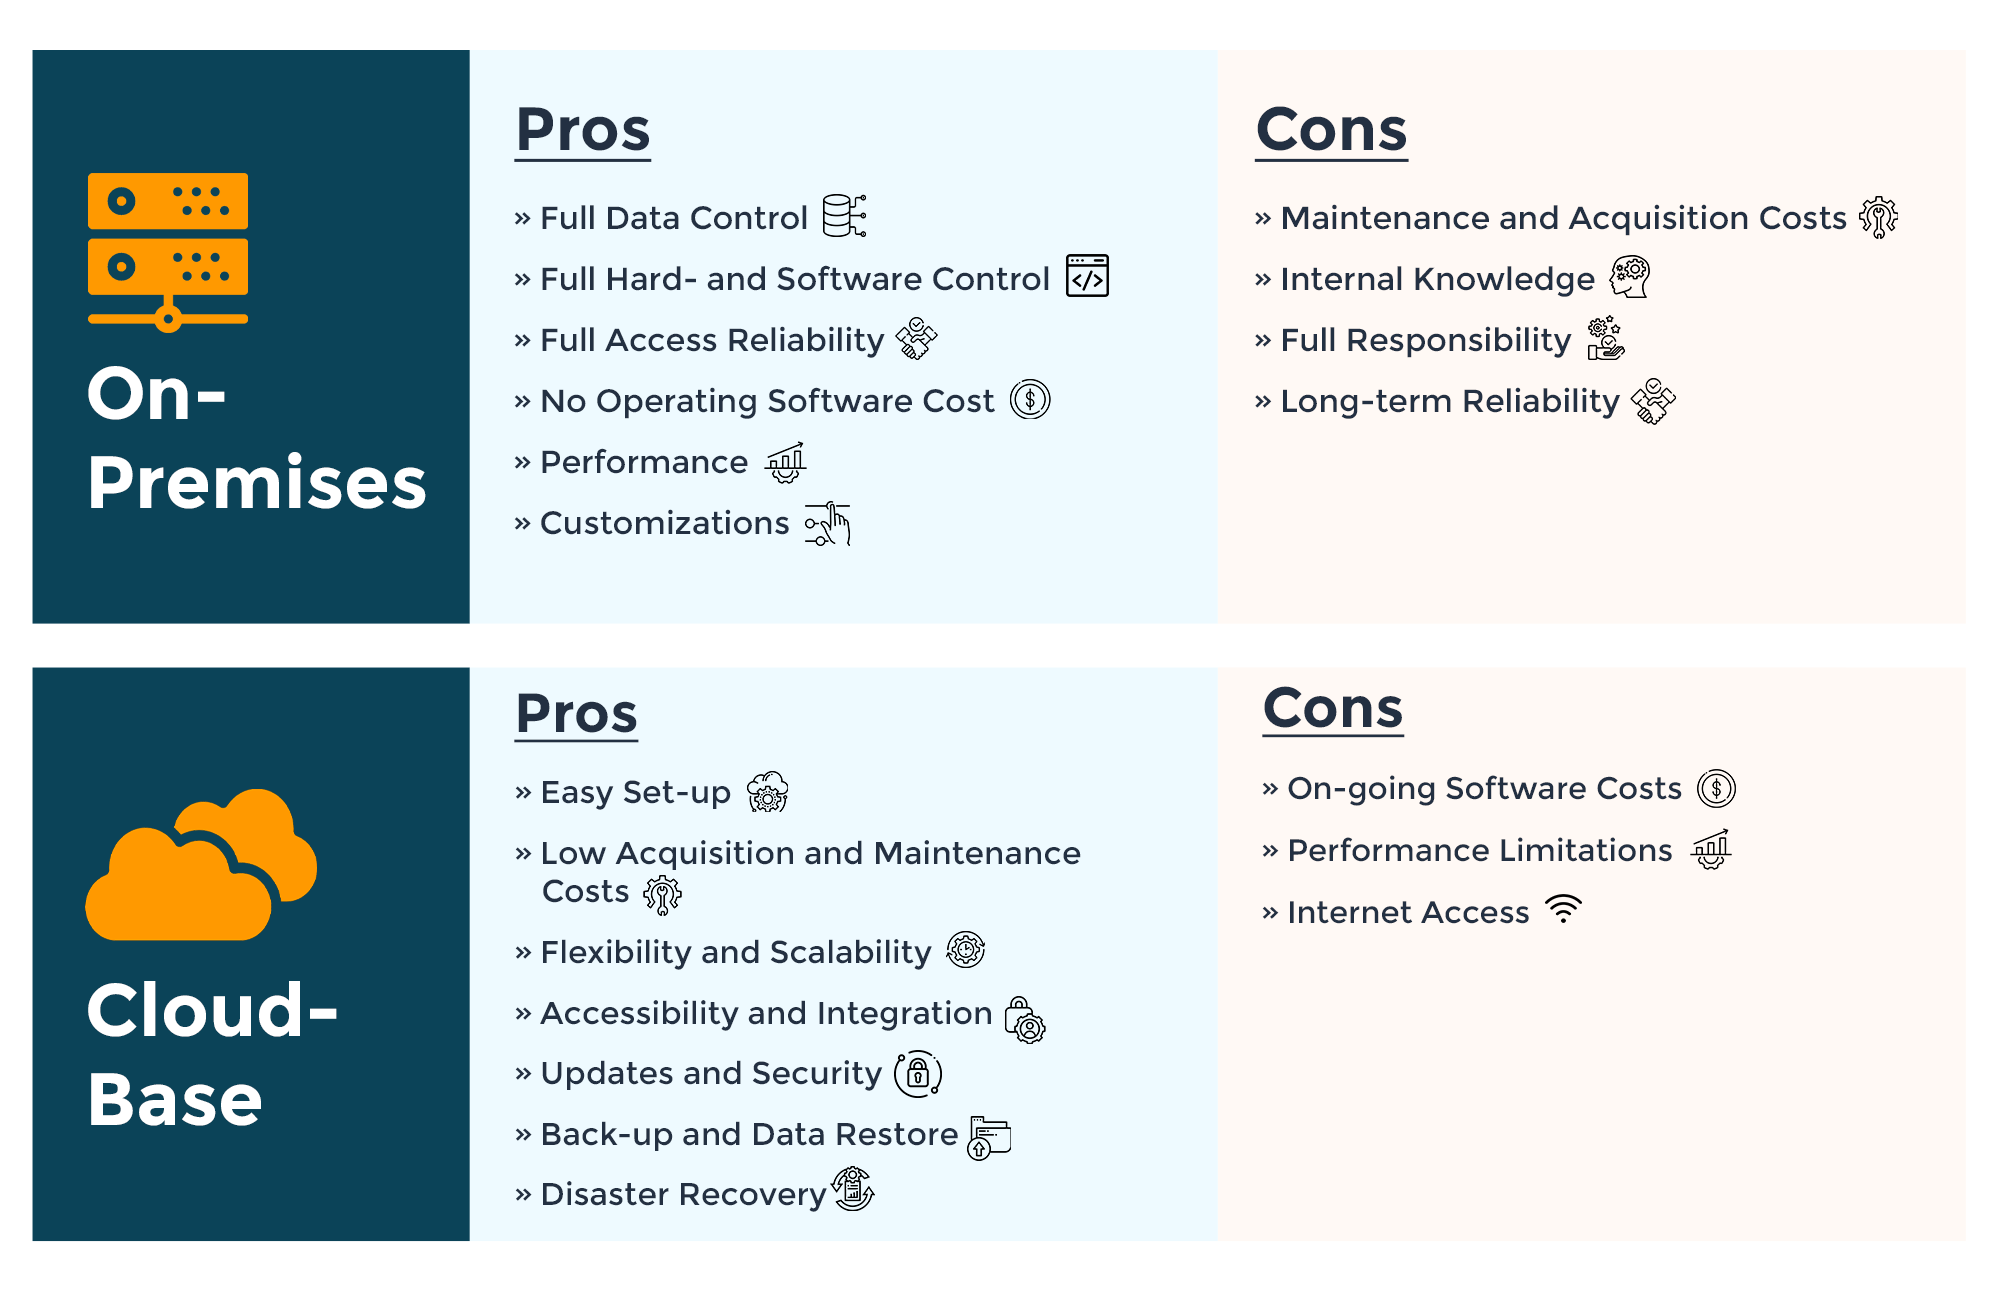 On-
Premises
Pros
» Full Data Control
» Full Hard- and Software Control
» Full Access Reliability
» No Operating Software Cost
» Performance
» Customizations
Cons
» Maintenance and Acquisition Costs
» Internal Knowledge
» Full Responsibility
» Long-term Reliability
Cloud-
Base
Pros
» Easy Set-up
» Low Acquisition and Maintenance
Costs
» Flexibility and Scalability
» Accessibility and Integration
» Updates and Security
» Back-up and Data Restore
» Disaster Recovery
Cons
» On-going Software Costs
» Performance Limitations
» Internet Access